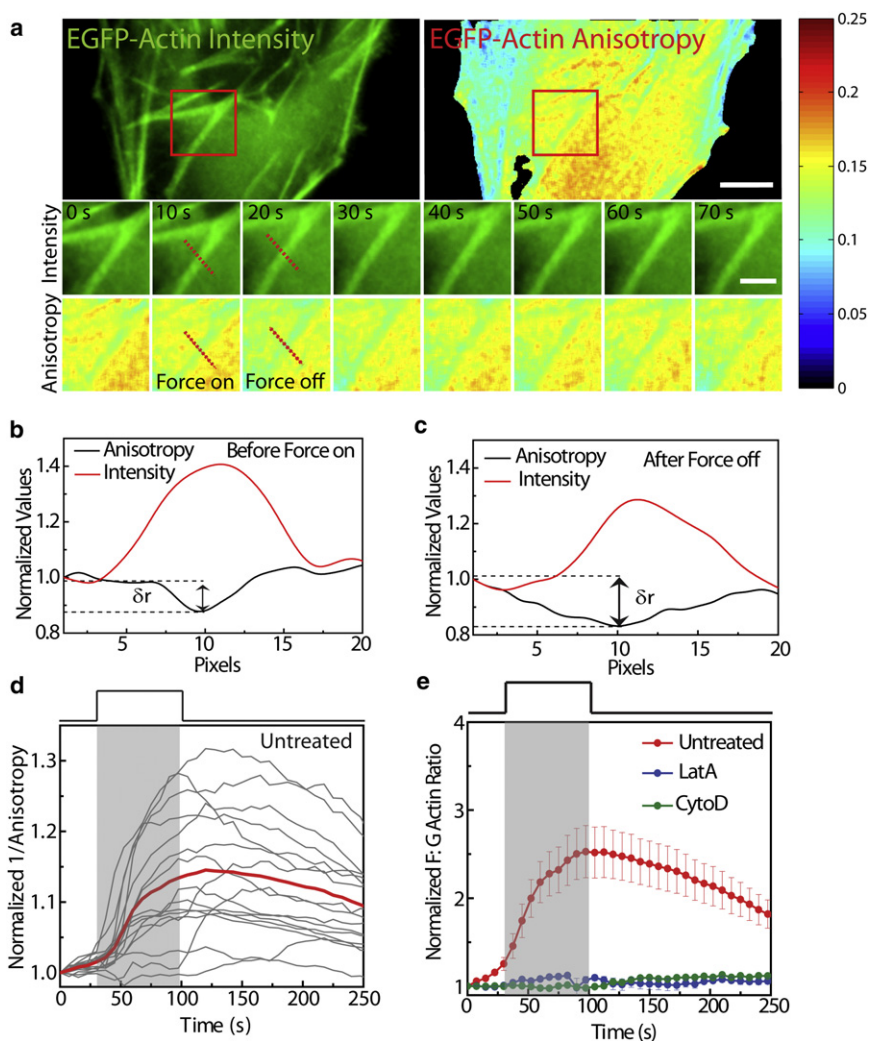 a
EGFP-Actin Intensity
EGFP-Actin Anisotropy
0.25
0.2
0.15
0.1
0.05
0
Intensity
0 s 10 s 20 s 30 s 40 s 50 s 60 s 70 s
Anisotropy
Force on Force off
b
Anisotropy
Intensity
Before Force on
Normalized Values
1.4
1.2
1.0
0.8
δr
5 10 15 20
Pixels
c
Anisotropy
Intensity
After Force off
Normalized Values
1.4
1.2
1.0
0.8
δr
5 10 15 20
Pixels
d
Untreated
Normalized 1/Anisotropy
1.3
1.2
1.1
1.0
0 50 100 150 200 250
Time (s)
e
Untreated
LatA
CytoD
Normalized F: G Actin Ratio
4
3
2
1
0 50 100 150 200 250
Time (s)